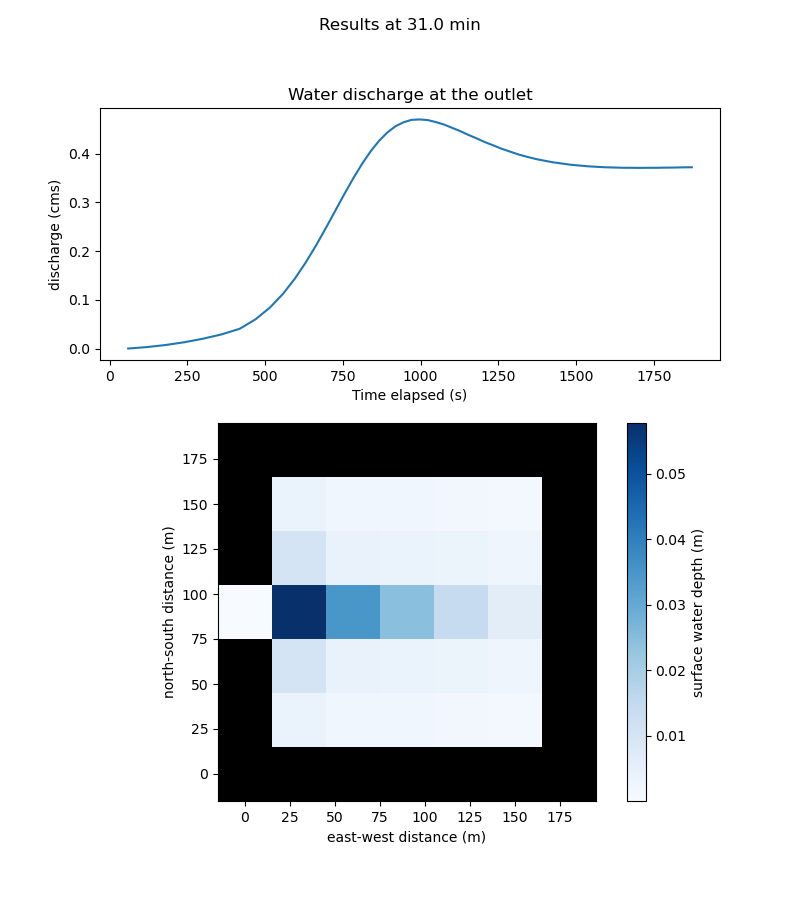 Results at 31.0 min
Water discharge at the outlet
discharge (cms)
0.4
0.3
0.2
0.1
0.0
0 250 500 750 1000 1250 1500 1750
Time elapsed (s)
north-south distance (m)
175
150
125
100
75
50
25
0
0 25 50 75 100 125 150 175
east-west distance (m)
0.05
0.04
0.03
0.02
0.01
surface water depth (m)